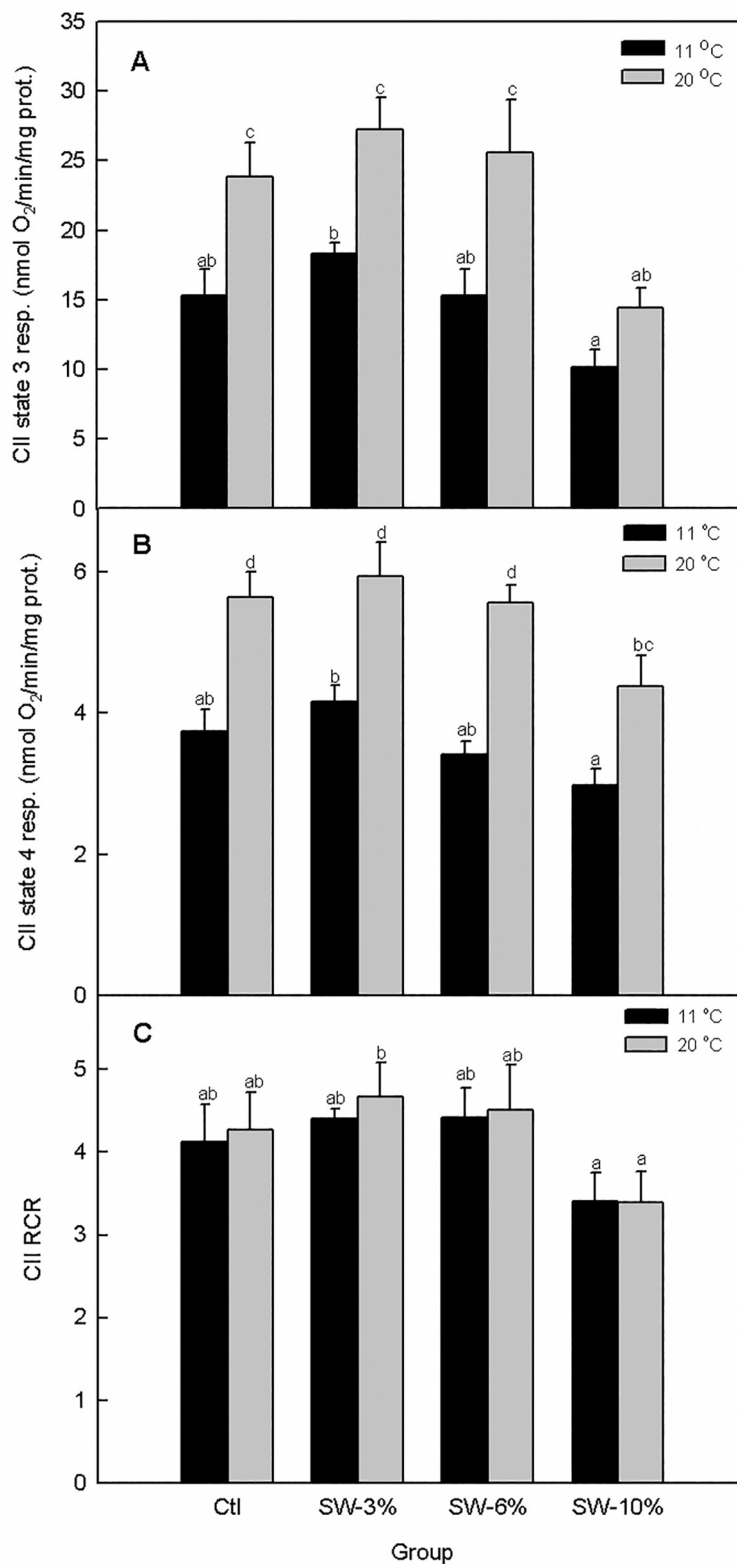 A
11 °C
20 °C
35
30
25
20
15
10
5
0
CII state 3 resp. (nmol O2/min/mg prot.)
ab
c
b
c
ab
c
a
ab
B
11 °C
20 °C
6
4
2
0
CII state 4 resp. (nmol O2/min/mg prot.)
ab
d
b
d
ab
d
a
bc
C
11 °C
20 °C
5
4
3
2
1
0
CII RCR
ab
ab
ab
b
ab
ab
a
a
Ctl
SW-3%
SW-6%
SW-10%
Group